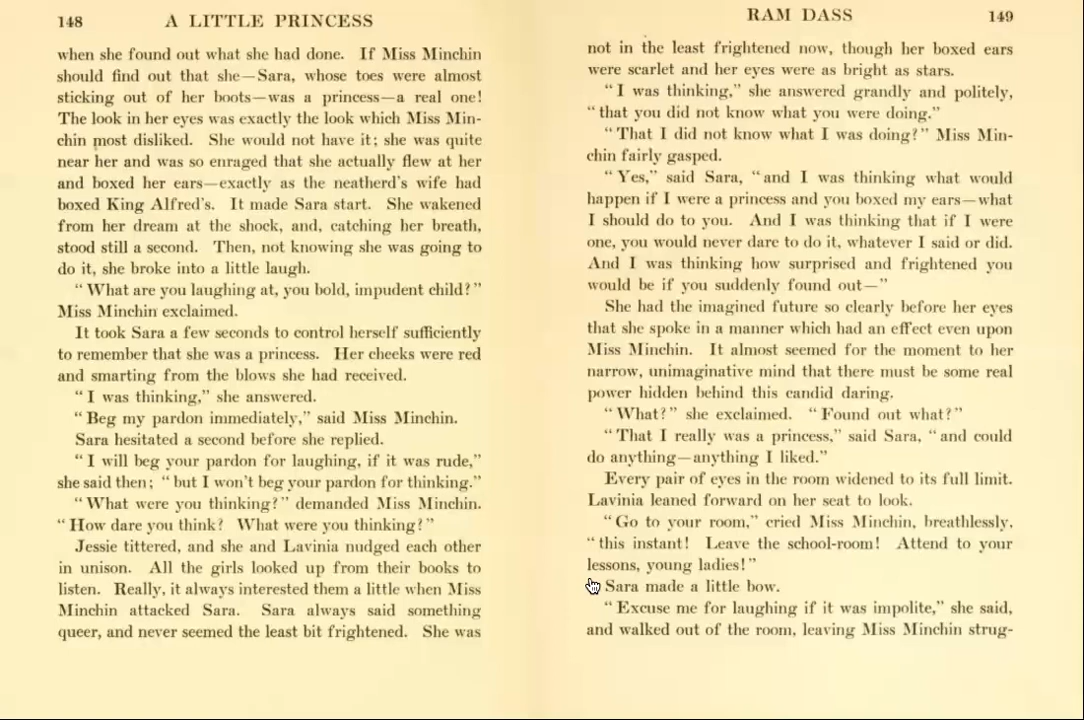 148 A LITTLE PRINCESS
when she found out what she had done. If Miss Minchin
should find out that she—Sara, whose toes were almost
sticking out of her boots—was a princess—a real one!
The look in her eyes was exactly the look which Miss Min-
chin most disliked. She would not have it; she was quite
near her and was so enraged that she actually flew at her
and boxed her ears—exactly as the neatherd's wife had
boxed King Alfred's. It made Sara start. She wakened
from her dream at the shock, and, catching her breath,
stood still a second. Then, not knowing she was going to
do it, she broke into a little laugh.
"What are you laughing at, you bold, impudent child?"
Miss Minchin exclaimed.
It took Sara a few seconds to control herself sufficiently
to remember that she was a princess. Her cheeks were red
and smarting from the blows she had received.
"I was thinking," she answered.
"Beg my pardon immediately," said Miss Minchin.
Sara hesitated a second before she replied.
"I will beg your pardon for laughing, if it was rude,"
she said then; "but I won't beg your pardon for thinking."
"What were you thinking?" demanded Miss Minchin.
"How dare you think? What were you thinking?"
Jessie tittered, and she and Lavinia nudged each other
in unison. All the girls looked up from their books to
listen. Really, it always interested them a little when Miss
Minchin attacked Sara. Sara always said something
queer, and never seemed the least bit frightened. She was
RAM DASS 149
not in the least frightened now, though her boxed ears
were scarlet and her eyes were as bright as stars.
"I was thinking," she answered grandly and politely,
"that you did not know what you were doing."
"That I did not know what I was doing?" Miss Min-
chin fairly gasped.
"Yes," said Sara, "and I was thinking what would
happen if I were a princess and you boxed my ears—what
I should do to you. And I was thinking that if I were
one, you would never dare to do it, whatever I said or did.
And I was thinking how surprised and frightened you
would be if you suddenly found out—"
She had the imagined future so clearly before her eyes
that she spoke in a manner which had an effect even upon
Miss Minchin. It almost seemed for the moment to her
narrow, unimaginative mind that there must be some real
power hidden behind this candid daring.
"What?" she exclaimed. "Found out what?"
"That I really was a princess," said Sara, "and could
do anything—anything I liked."
Every pair of eyes in the room widened to its full limit.
Lavinia leaned forward on her seat to look.
"Go to your room," cried Miss Minchin, breathlessly,
"this instant! Leave the school-room! Attend to your
lessons, young ladies!"
Sara made a little bow.
"Excuse me for laughing if it was impolite," she said,
and walked out of the room, leaving Miss Minchin strug-